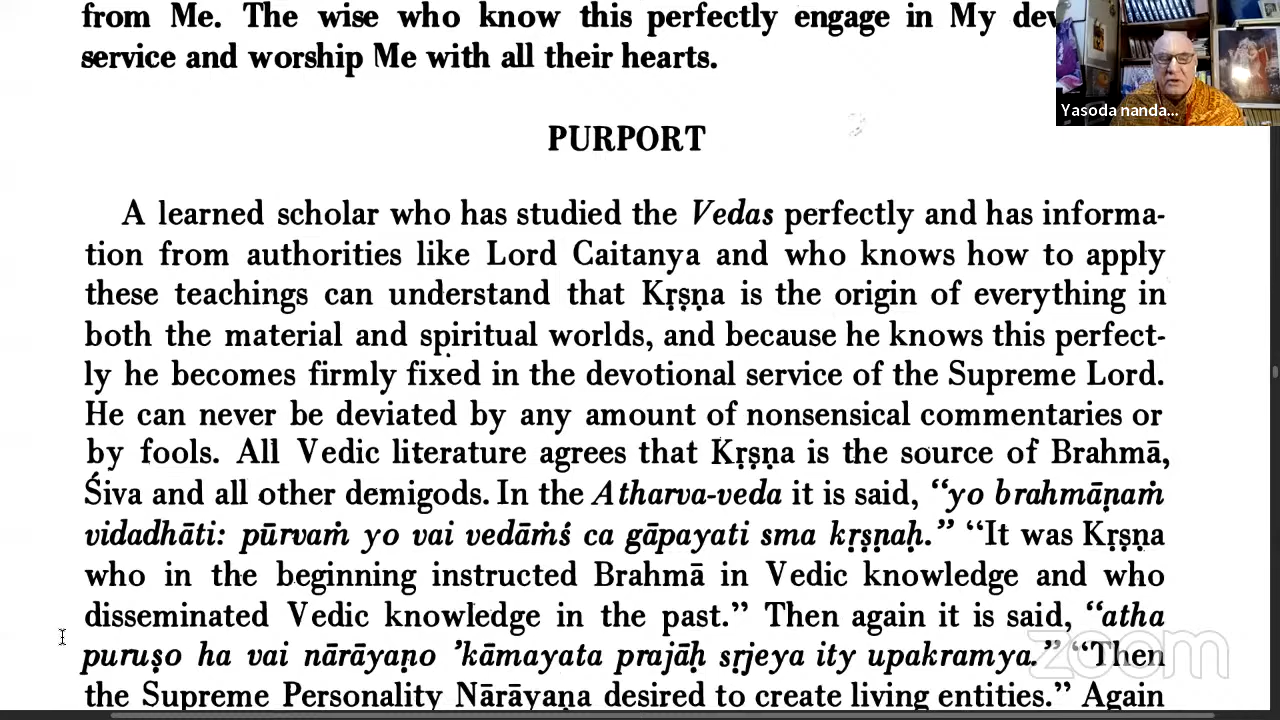 from Me. The wise who know this perfectly engage in My dev
service and worship Me with all their hearts.
Yasoda nanda...
PURPORT
A learned scholar who has studied the Vedas perfectly and has informa-
tion from authorities like Lord Caitanya and who knows how to apply
these teachings can understand that Kṛṣṇa is the origin of everything in
both the material and spiritual worlds, and because he knows this perfect-
ly he becomes firmly fixed in the devotional service of the Supreme Lord.
He can never be deviated by any amount of nonsensical commentaries or
by fools. All Vedic literature agrees that Kṛṣṇa is the source of Brahmā,
Śiva and all other demigods. In the Atharva-veda it is said, “yo brahmāṇaṁ
vidadhāti: pūrvaṁ yo vai vedāṁś ca gāpayati sma kṛṣṇaḥ.” “It was Kṛṣṇa
who in the beginning instructed Brahmā in Vedic knowledge and who
disseminated Vedic knowledge in the past.” Then again it is said, “atha
puruṣo ha vai nārāyaṇo ’kāmayata prajāḥ sṛjeya ity upakramya.” “Then
the Supreme Personality Nārāyaṇa desired to create living entities.” Again
zoom